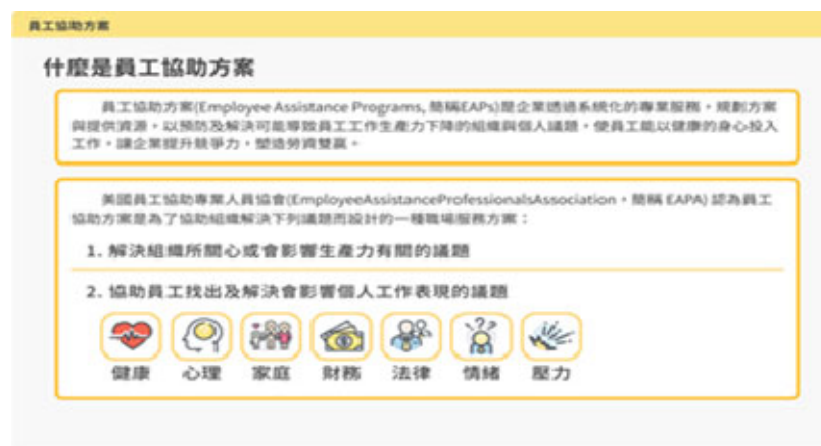 員工協助方案
什麼是員工協助方案
員工協助方案(Employee Assistance Programs, 簡稱EAPs)是企業透過系統化的專業服務，規劃方案
與提供資源，以預防及解決可能導致員工工作生產力下降的組織與個人議題，使員工能以健康的身心投入
工作，讓企業提升競爭力，塑造勞資雙贏。
美國員工協助專業人員協會(EmployeeAssistanceProfessionalsAssociation，簡稱 EAPA) 認為員工
協助方案是為了協助組織解決下列議題而設計的一種職場服務方案：
1. 解決組織所關心或會影響生產力有關的議題
2. 協助員工找出及解決會影響個人工作表現的議題
健康 心理 家庭 財務 法律 情緒 壓力